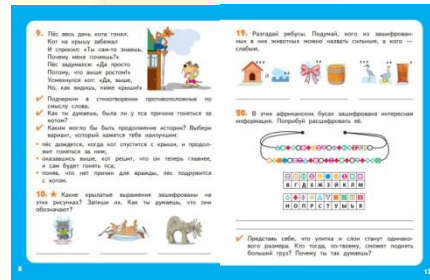 9. Пёс весь день кота гонял.
Кот на крышу забежал
И спросил: «Ты сам-то знаешь,
Почему меня гоняешь?»
Пёс задумался: «Да просто
Потому, что выше ростом!»
Усмехнулся кот: «Да, выше,
Но, как видишь, ниже крыши!»
Подчеркни в стихотворении противоположные по
смыслу слова.
Как ты думаешь, была ли у пса причина гоняться за
котом?
Каким могло бы быть продолжение истории? Выбери
вариант, который кажется тебе наилучшим:
• пёс дождётся, когда кот спустится с крыши, и продол-
жит гоняться за ним;
• оказавшись выше, кот решит, что он теперь главнее,
и сам будет гонять пса;
• поняв, что нет причин для вражды, пес подружится
с котом.
10. Какие крылатые выражения зашифрованы на
этих рисунках? Запиши их. Как ты думаешь, что они
обозначают?
8
19. Разгадай ребусы. Подумай, кого из зашифрован-
ных в них животных можно назвать сильным, а кого —
слабым.
20. В этих африканских бусах зашифрована интересная
информация. Попробуй расшифровать её.
В Г Д Е Ж З Й К Л М
Н О П Р С Т У Ы Ь Я
Представь себе, что улитка и слон станут одинако-
вого размера. Кто тогда, по-твоему, сможет поднять
больший груз? Почему ты так думаешь?